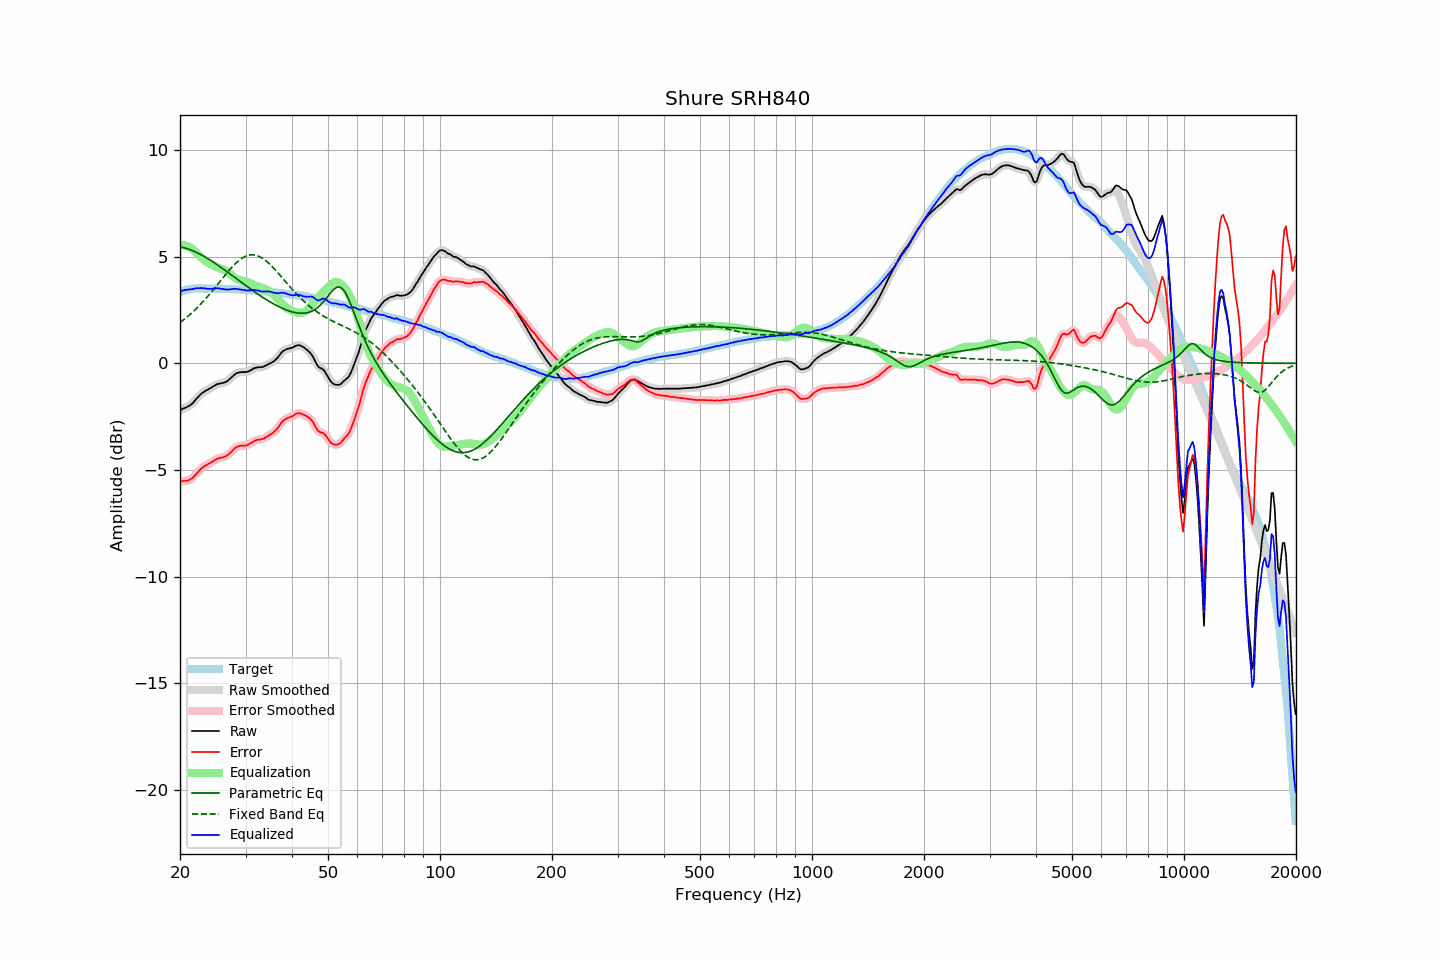 Shure SRH840
10
5
0
−5
−10
−15
−20
Amplitude (dBr)
Target
Raw Smoothed
Error Smoothed
Raw
Error
Equalization
Parametric Eq
Fixed Band Eq
Equalized
20 50 100 200 500 1000 2000 5000 10000 20000
Frequency (Hz)